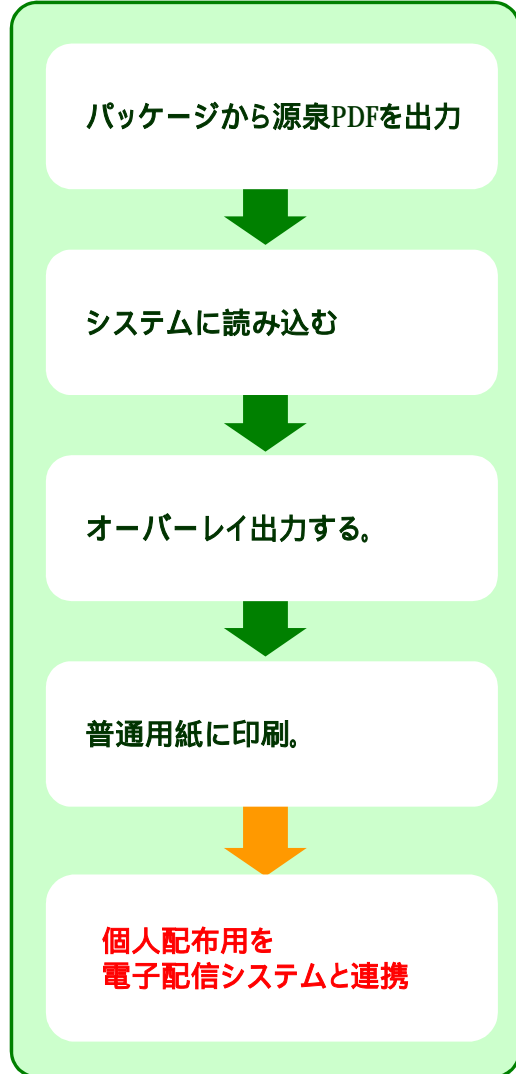 パッケージから源泉PDFを出力
システムに読み込む
オーバーレイ出力する。
普通用紙に印刷。
個人配布用を
電子配信システムと連携